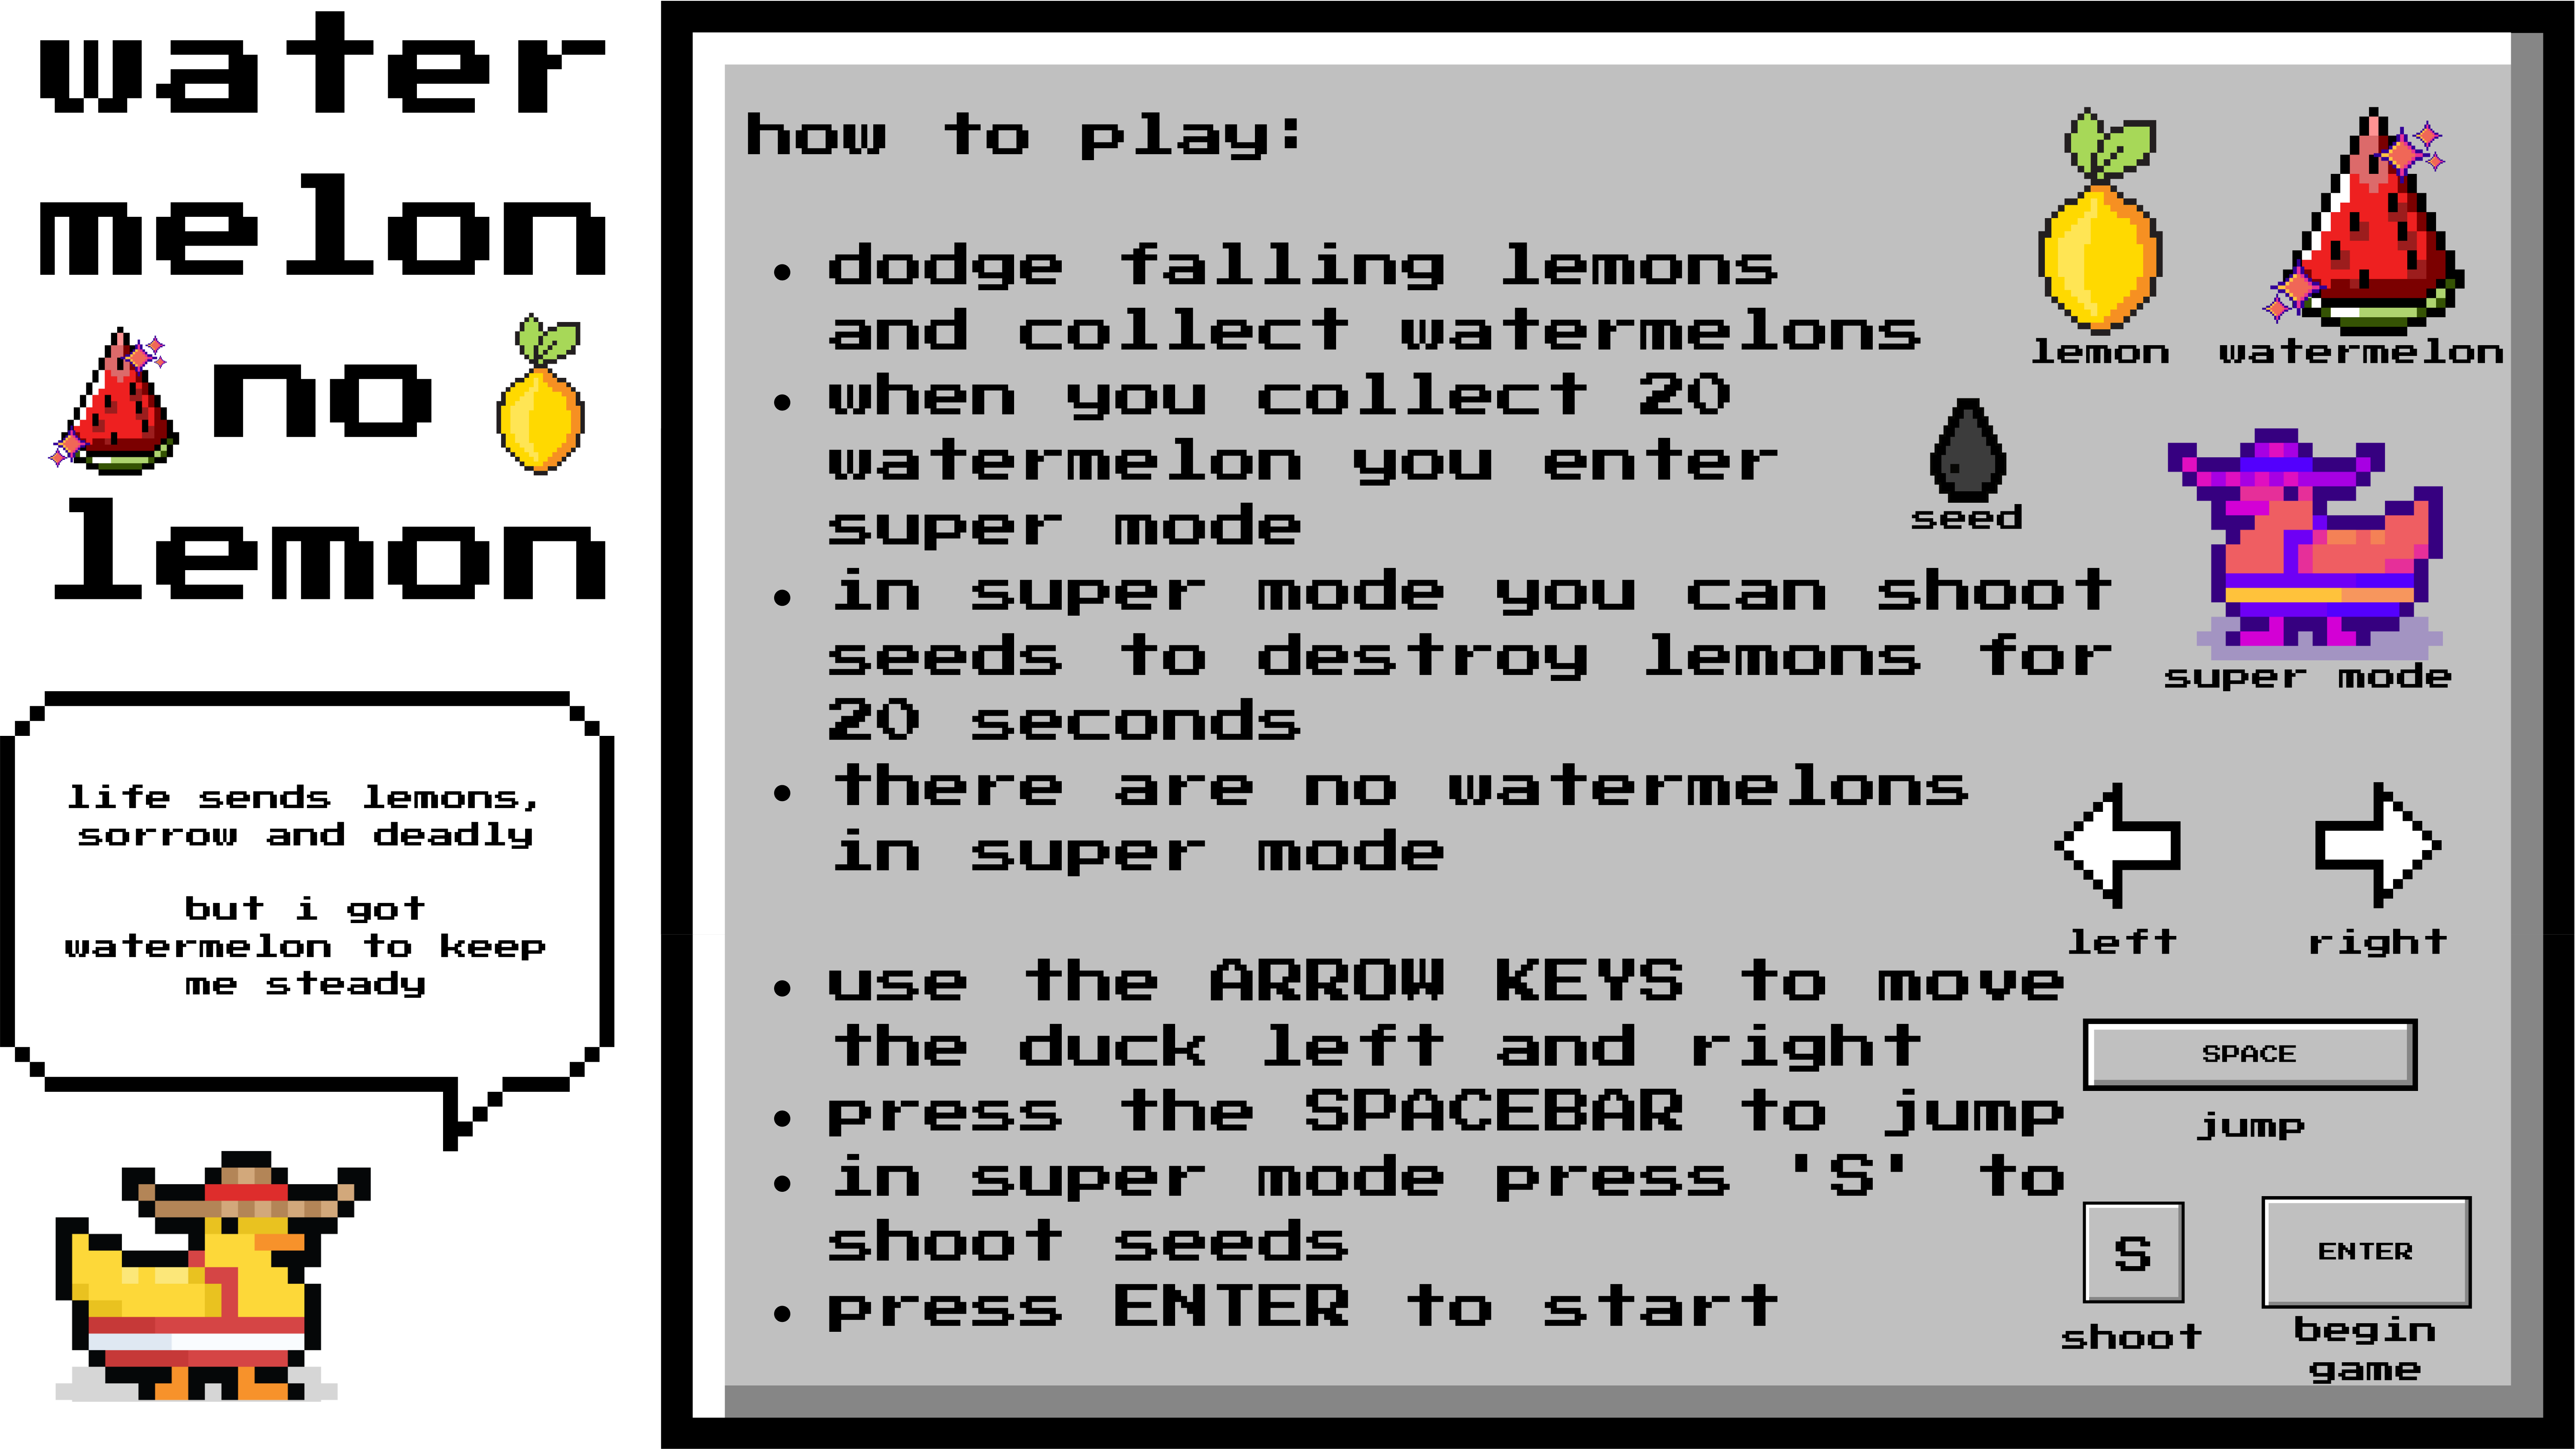 water
melon
no
lemon
life sends lemons,
sorrow and deadly
but i got
watermelon to keep
me steady
how to play:
• dodge falling lemons
and collect watermelons
• when you collect 20
watermelon you enter
super mode
• in super mode you can shoot
seeds to destroy lemons for
20 seconds
• there are no watermelons
in super mode
• use the ARROW KEYS to move
the duck left and right
• press the SPACEBAR to jump
• in super mode press 'S' to
shoot seeds
• press ENTER to start
lemon
watermelon
seed
super mode
left
right
SPACE
jump
S
shoot
ENTER
begin
game